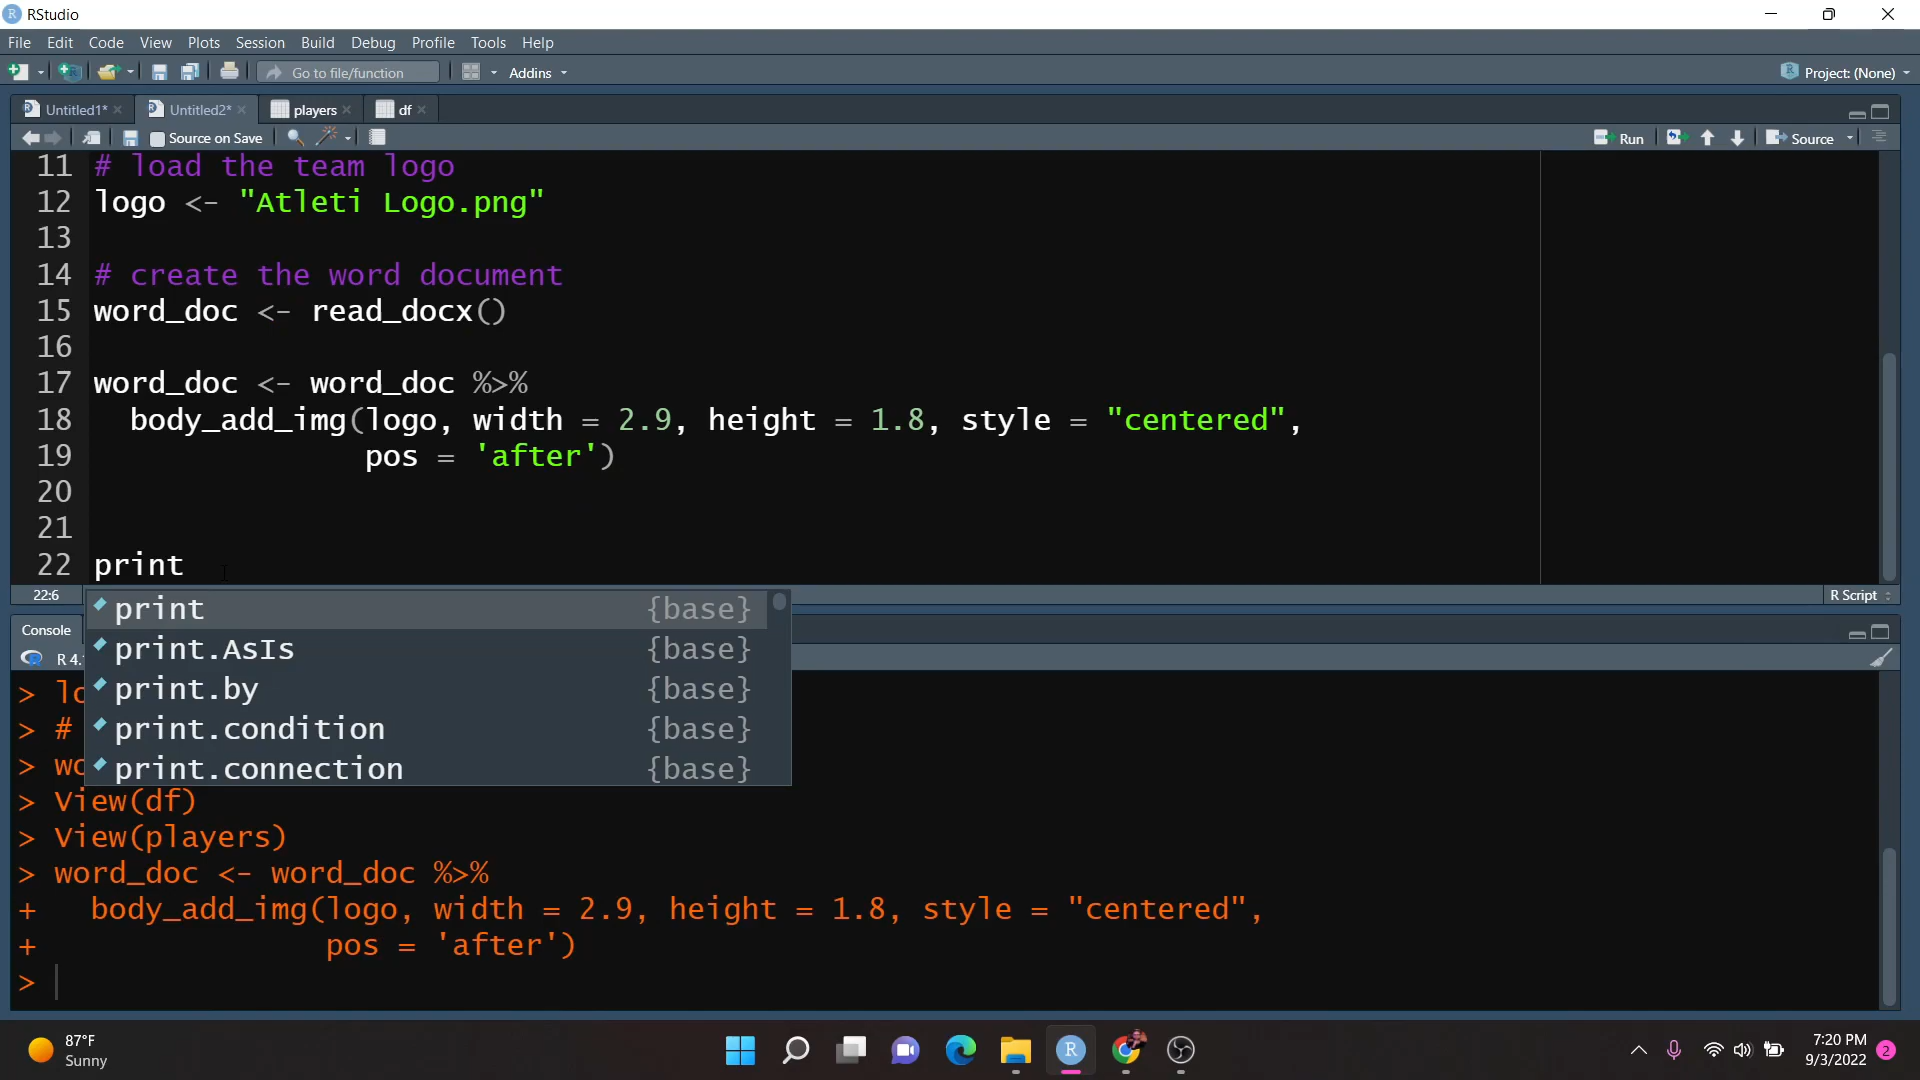 RStudio
File Edit Code View Plots Session Build Debug Profile Tools Help
Go to file/function Addins Project: (None)
Untitled1* Untitled2* players df
Source on Save Run Source
11 # load the team logo
12 logo <- "Atleti Logo.png"
13
14 # create the word document
15 word_doc <- read_docx()
16
17 word_doc <- word_doc %>%
18 body_add_img(logo, width = 2.9, height = 1.8, style = "centered",
19 pos = 'after')
20
21
22 print
22:6 R Script
print {base}
print.AsIs {base}
print.by {base}
print.condition {base}
print.connection {base}
Console
R 4.
> lo
> #
> wo
> View(df)
> View(players)
> word_doc <- word_doc %>%
+ body_add_img(logo, width = 2.9, height = 1.8, style = "centered",
+ pos = 'after')
>
87°F
Sunny
7:20 PM
9/3/2022
2